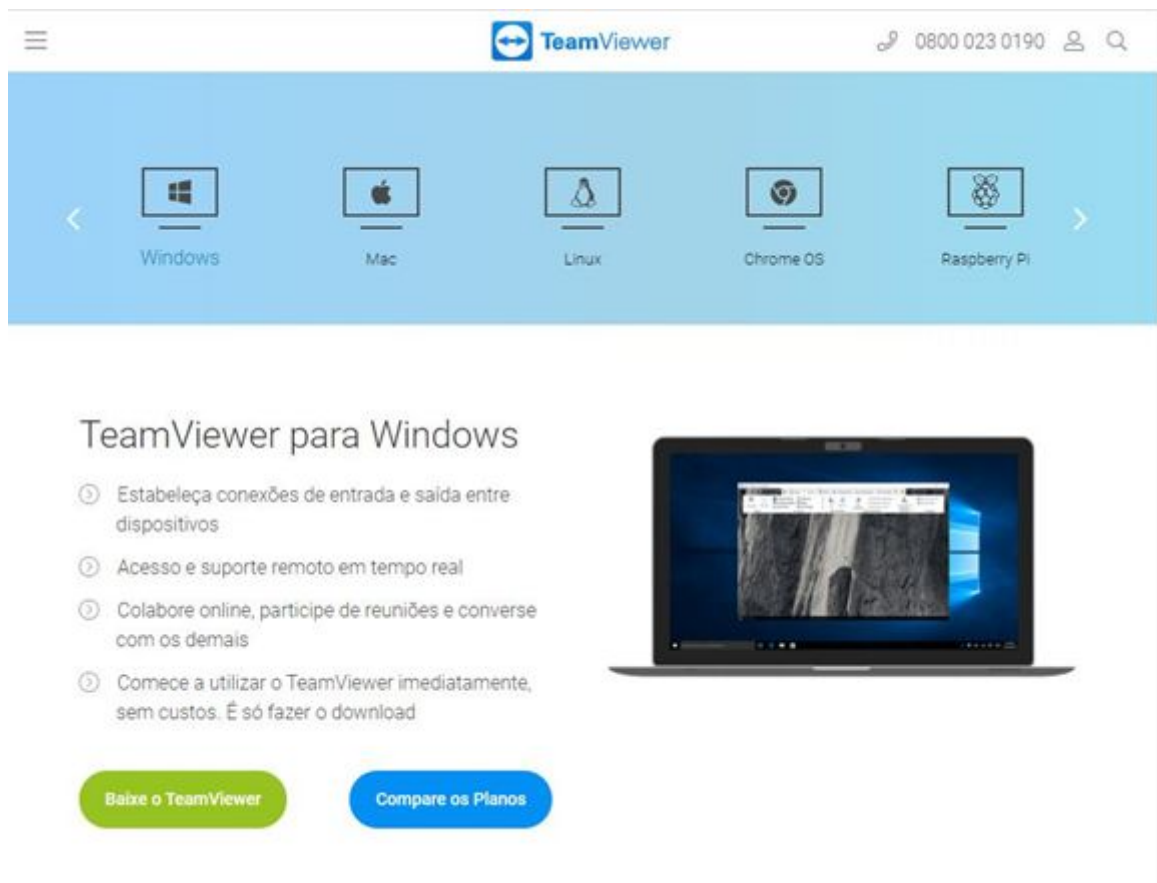 TeamViewer
0800 023 0190
Windows
Mac
Linux
Chrome OS
Raspberry Pi
TeamViewer para Windows
Estabeleça conexões de entrada e saída entre
dispositivos
Acesso e suporte remoto em tempo real
Colabore online, participe de reuniões e converse
com os demais
Comece a utilizar o TeamViewer imediatamente,
sem custos. É só fazer o download
Baixe o TeamViewer
Compare os Planos